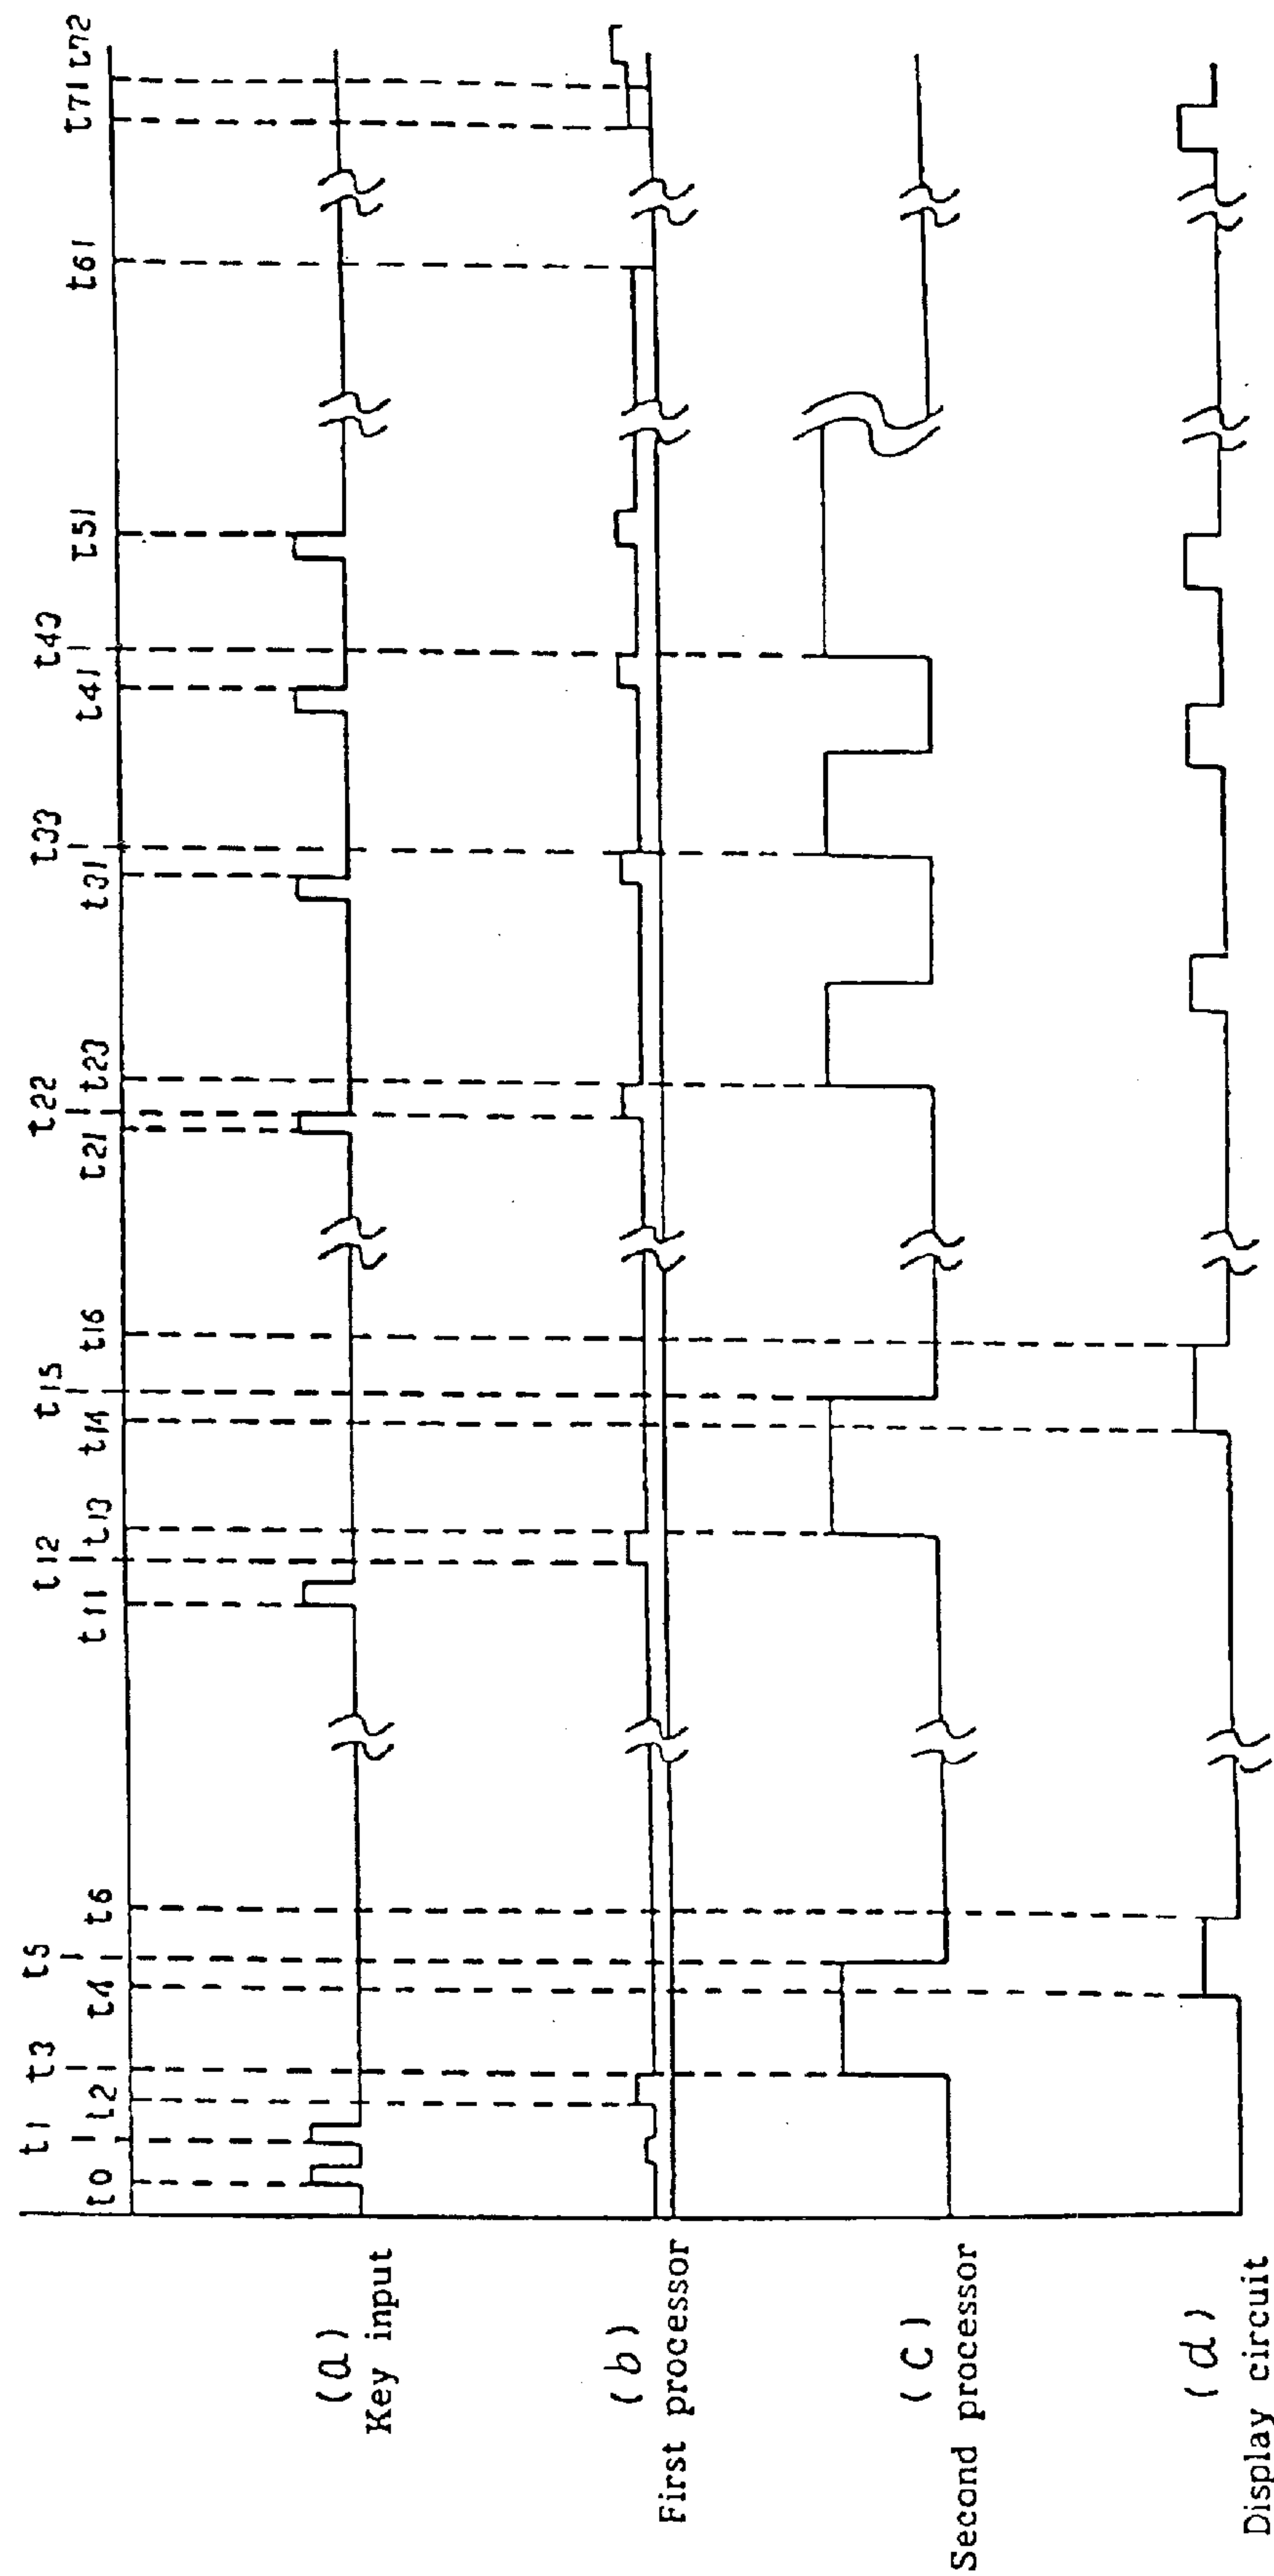 t0 t1 t2 t3 t4 t5 t6 t11 t12 t13 t14 t15 t16 t21 t22 t23 t31 t33 t41 t43 t51 t61 t71 t72
(a)
Key input
(b)
First processor
(c)
Second processor
(d)
Display circuit